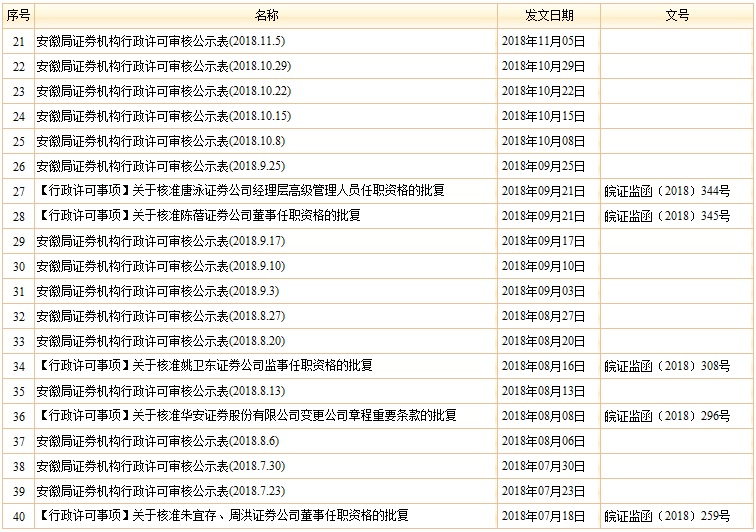 序号 名称 发文日期 文号
21 安徽局证券机构行政许可审核公示表(2018.11.5) 2018年11月05日
22 安徽局证券机构行政许可审核公示表(2018.10.29) 2018年10月29日
23 安徽局证券机构行政许可审核公示表(2018.10.22) 2018年10月22日
24 安徽局证券机构行政许可审核公示表(2018.10.15) 2018年10月15日
25 安徽局证券机构行政许可审核公示表(2018.10.8) 2018年10月08日
26 安徽局证券机构行政许可审核公示表(2018.9.25) 2018年09月25日
27 【行政许可事项】关于核准唐泳证券公司经理层高级管理人员任职资格的批复 2018年09月21日 皖证监函（2018）344号
28 【行政许可事项】关于核准陈蓓证券公司董事任职资格的批复 2018年09月21日 皖证监函（2018）345号
29 安徽局证券机构行政许可审核公示表(2018.9.17) 2018年09月17日
30 安徽局证券机构行政许可审核公示表(2018.9.10) 2018年09月10日
31 安徽局证券机构行政许可审核公示表(2018.9.3) 2018年09月03日
32 安徽局证券机构行政许可审核公示表(2018.8.27) 2018年08月27日
33 安徽局证券机构行政许可审核公示表(2018.8.20) 2018年08月20日
34 【行政许可事项】关于核准姚卫东证券公司监事任职资格的批复 2018年08月16日 皖证监函（2018）308号
35 安徽局证券机构行政许可审核公示表(2018.8.13) 2018年08月13日
36 【行政许可事项】关于核准华安证券股份有限公司变更公司章程重要条款的批复 2018年08月08日 皖证监函（2018）296号
37 安徽局证券机构行政许可审核公示表(2018.8.6) 2018年08月06日
38 安徽局证券机构行政许可审核公示表(2018.7.30) 2018年07月30日
39 安徽局证券机构行政许可审核公示表(2018.7.23) 2018年07月23日
40 【行政许可事项】关于核准朱宜存、周洪证券公司董事任职资格的批复 2018年07月18日 皖证监函（2018）259号